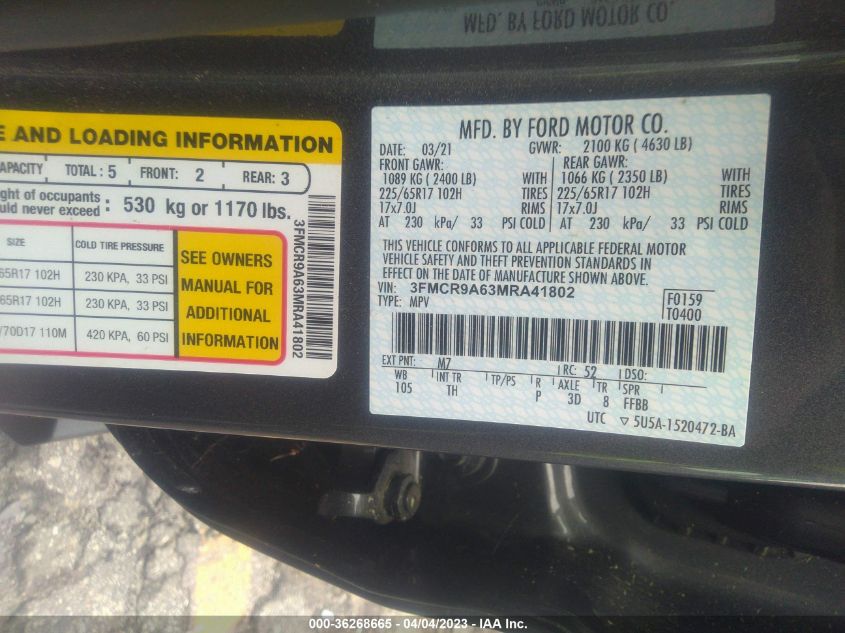 MFD. BY FORD MOTOR CO.
E AND LOADING INFORMATION
APACITY TOTAL : 5 FRONT: 2 REAR: 3
ght of occupants
ould never exceed : 530 kg or 1170 lbs.
SIZE COLD TIRE PRESSURE
65R17 102H 230 KPA, 33 PSI
65R17 102H 230 KPA, 33 PSI
/70D17 110M 420 KPA, 60 PSI
SEE OWNERS
MANUAL FOR
ADDITIONAL
INFORMATION
3FMCR9A63MRA41802
MFD. BY FORD MOTOR CO.
DATE: 03/21 GVWR: 2100 KG ( 4630 LB)
FRONT GAWR: REAR GAWR:
1089 KG ( 2400 LB) WITH 1066 KG ( 2350 LB) WITH
225/65R17 102H TIRES 225/65R17 102H TIRES
17x7.0J RIMS 17x7.0J RIMS
AT 230 kPa/ 33 PSI COLD AT 230 kPa/ 33 PSI COLD
THIS VEHICLE CONFORMS TO ALL APPLICABLE FEDERAL MOTOR
VEHICLE SAFETY AND THEFT PREVENTION STANDARDS IN
EFFECT ON THE DATE OF MANUFACTURE SHOWN ABOVE.
VIN: 3FMCR9A63MRA41802
TYPE: MPV
F0159
T0400
EXT PNT: M7 RC: 52 DSO:
WB INT TR TP/PS R AXLE TR SPR
105 TH P 3D 8 FFBB
UTC ▽ 5U5A-1520472-BA
000-36268665 - 04/04/2023 - IAA Inc.